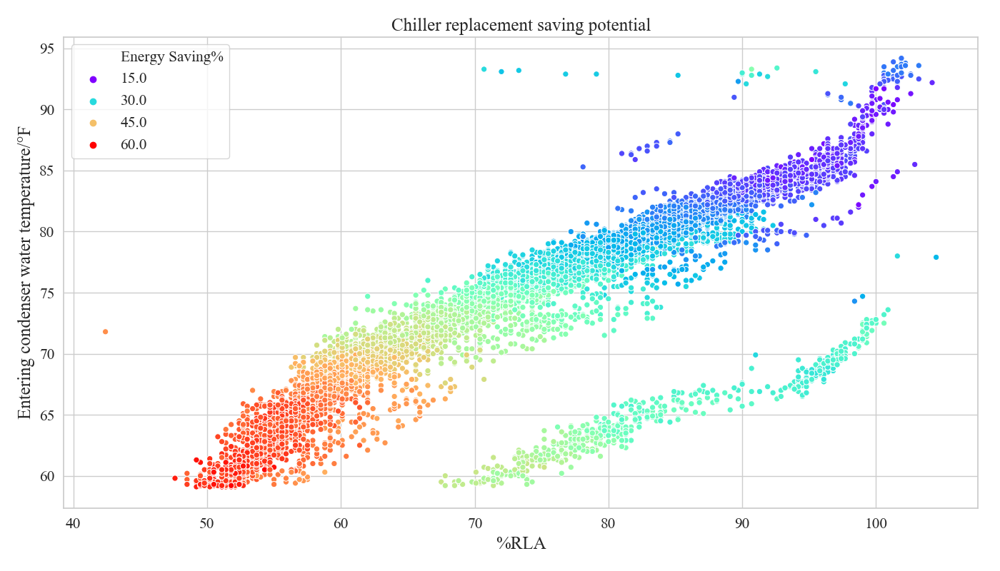 Chiller replacement saving potential
Energy Saving%
15.0
30.0
45.0
60.0
95
90
85
80
75
70
65
60
Entering condenser water temperature/°F
40 50 60 70 80 90 100
%RLA